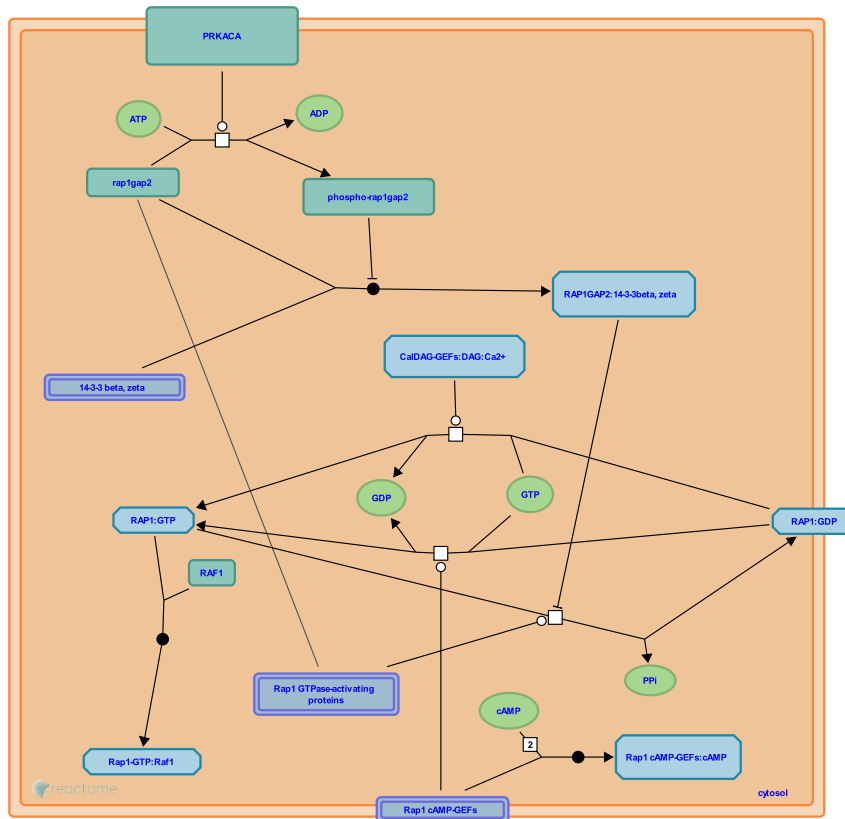 PRKACA
ATP
ADP
rap1gap2
phospho-rap1gap2
RAP1GAP2:14-3-3beta, zeta
CalDAG-GEFs:DAG:Ca2+
14-3-3 beta, zeta
GDP
GTP
RAP1:GTP
RAP1:GDP
RAF1
Rap1 GTPase-activating
proteins
PPi
cAMP
2
Rap1-GTP:Raf1
Rap1 cAMP-GEFs:cAMP
reactome
cytosol
Rap1 cAMP-GEFs